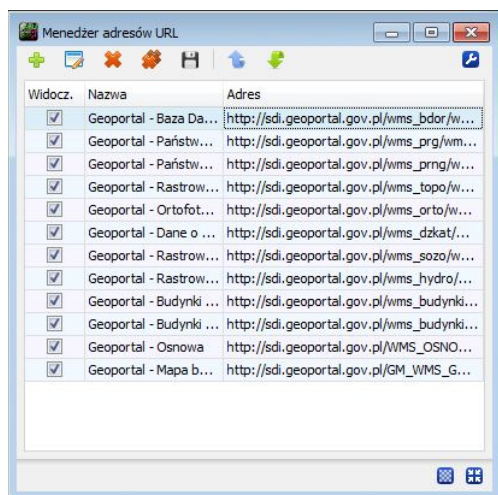 Menedżer adresów URL
Widocz. Nazwa Adres
Geoportal - Baza Da... http://sdi.geoportal.gov.pl/wms_bdor/w...
Geoportal - Państw... http://sdi.geoportal.gov.pl/wms_prg/wm...
Geoportal - Państw... http://sdi.geoportal.gov.pl/wms_prng/w...
Geoportal - Rastrow... http://sdi.geoportal.gov.pl/wms_topo/w...
Geoportal - Ortofot... http://sdi.geoportal.gov.pl/wms_orto/w...
Geoportal - Dane o ... http://sdi.geoportal.gov.pl/wms_dzkat/...
Geoportal - Rastrow... http://sdi.geoportal.gov.pl/wms_sozo/w...
Geoportal - Rastrow... http://sdi.geoportal.gov.pl/wms_hydro/...
Geoportal - Budynki ... http://sdi.geoportal.gov.pl/wms_budynki...
Geoportal - Budynki ... http://sdi.geoportal.gov.pl/wms_budynki...
Geoportal - Osnowa http://sdi.geoportal.gov.pl/WMS_OSNO...
Geoportal - Mapa b... http://sdi.geoportal.gov.pl/GM_WMS_G...